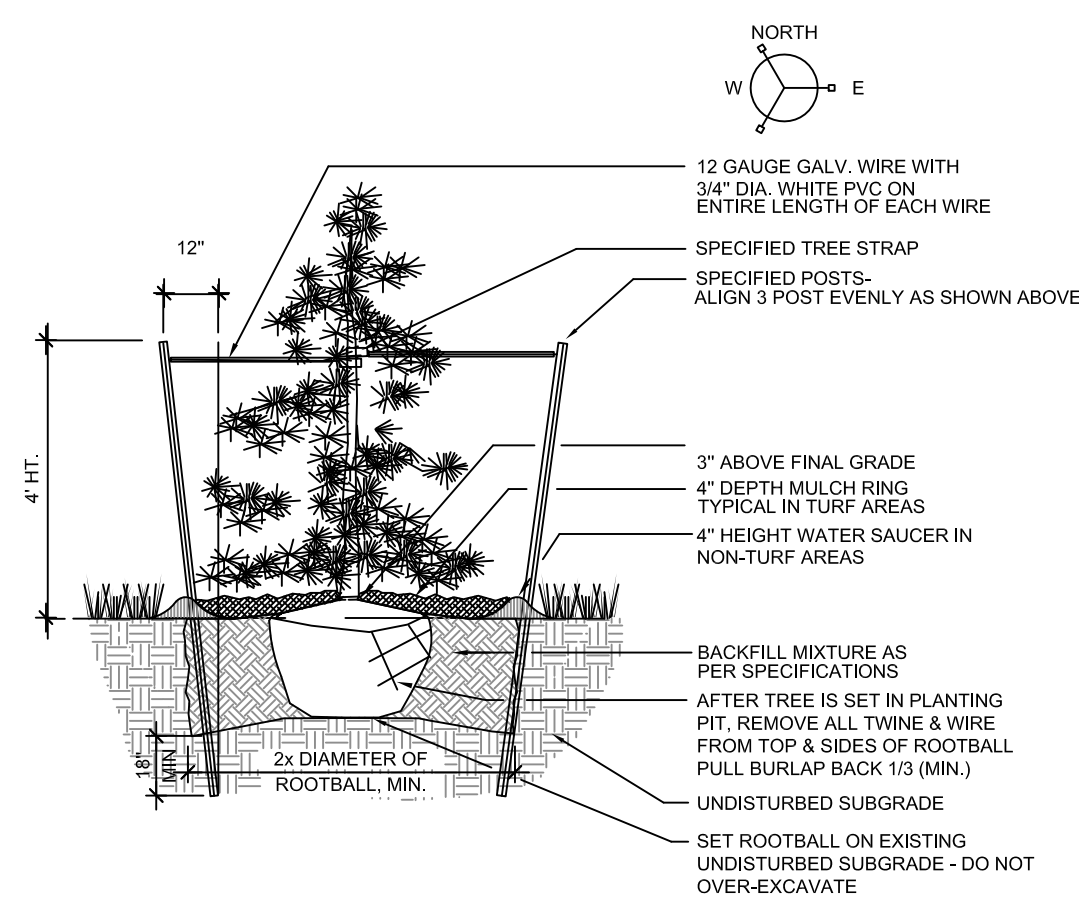 NORTH
W
E
12 GAUGE GALV. WIRE WITH
3/4" DIA. WHITE PVC ON
ENTIRE LENGTH OF EACH WIRE
12"
SPECIFIED TREE STRAP
SPECIFIED POSTS-
ALIGN 3 POST EVENLY AS SHOWN ABOVE
4' HT.
3" ABOVE FINAL GRADE
4" DEPTH MULCH RING
TYPICAL IN TURF AREAS
4" HEIGHT WATER SAUCER IN
NON-TURF AREAS
BACKFILL MIXTURE AS
PER SPECIFICATIONS
AFTER TREE IS SET IN PLANTING
PIT, REMOVE ALL TWINE & WIRE
FROM TOP & SIDES OF ROOTBALL
PULL BURLAP BACK 1/3 (MIN.)
18"
MIN
2x DIAMETER OF
ROOTBALL, MIN.
UNDISTURBED SUBGRADE
SET ROOTBALL ON EXISTING
UNDISTURBED SUBGRADE - DO NOT
OVER-EXCAVATE